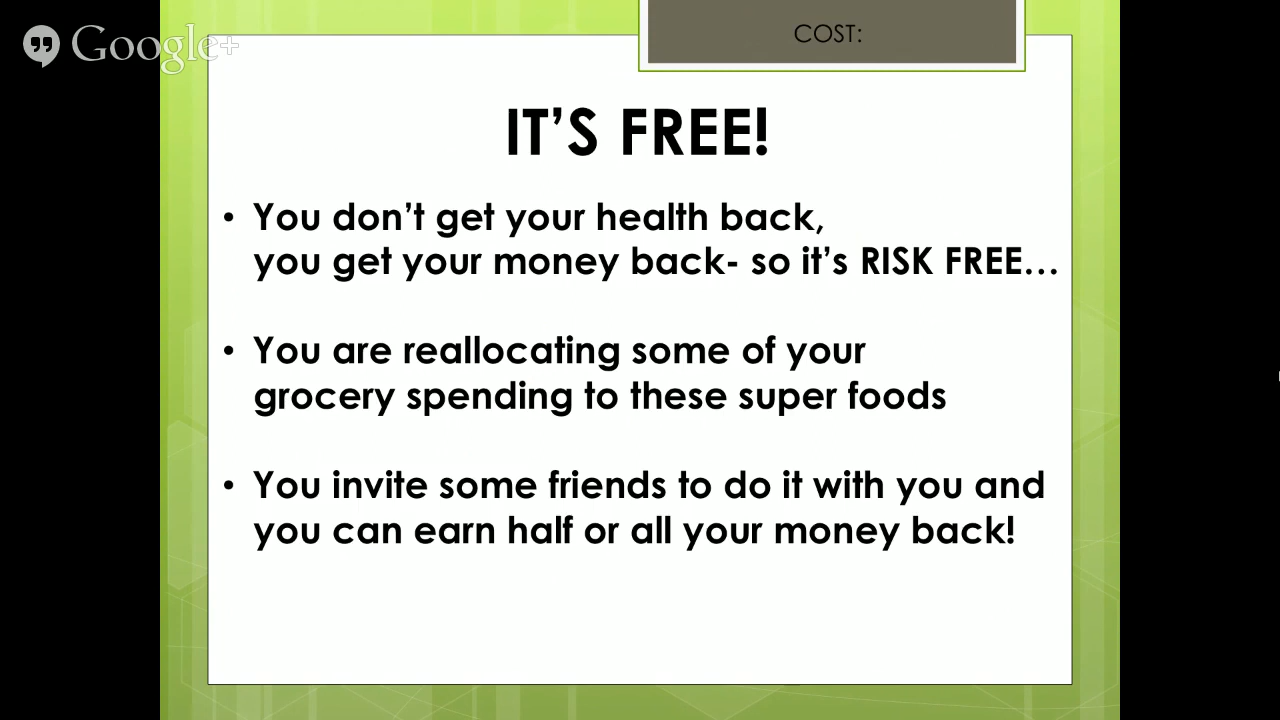 Google+
COST:
IT'S FREE!
• You don't get your health back,
you get your money back- so it's RISK FREE...
• You are reallocating some of your
grocery spending to these super foods
• You invite some friends to do it with you and
you can earn half or all your money back!